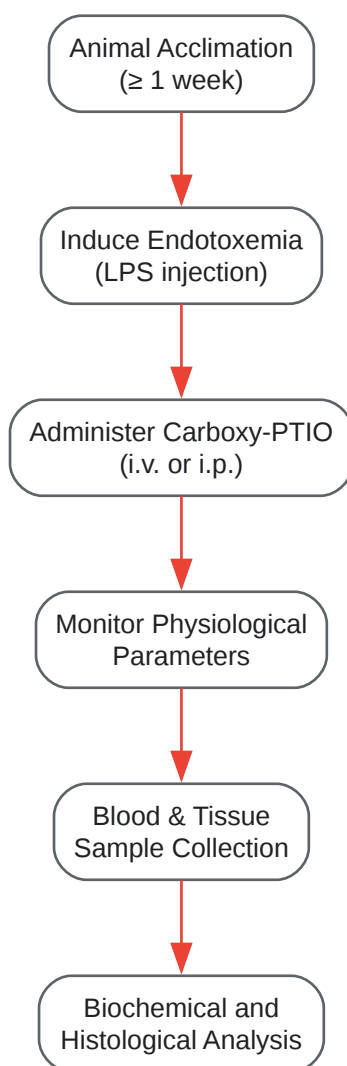 Animal Acclimation
(≥ 1 week)
Induce Endotoxemia
(LPS injection)
Administer Carboxy-PTIO
(i.v. or i.p.)
Monitor Physiological
Parameters
Blood & Tissue
Sample Collection
Biochemical and
Histological Analysis